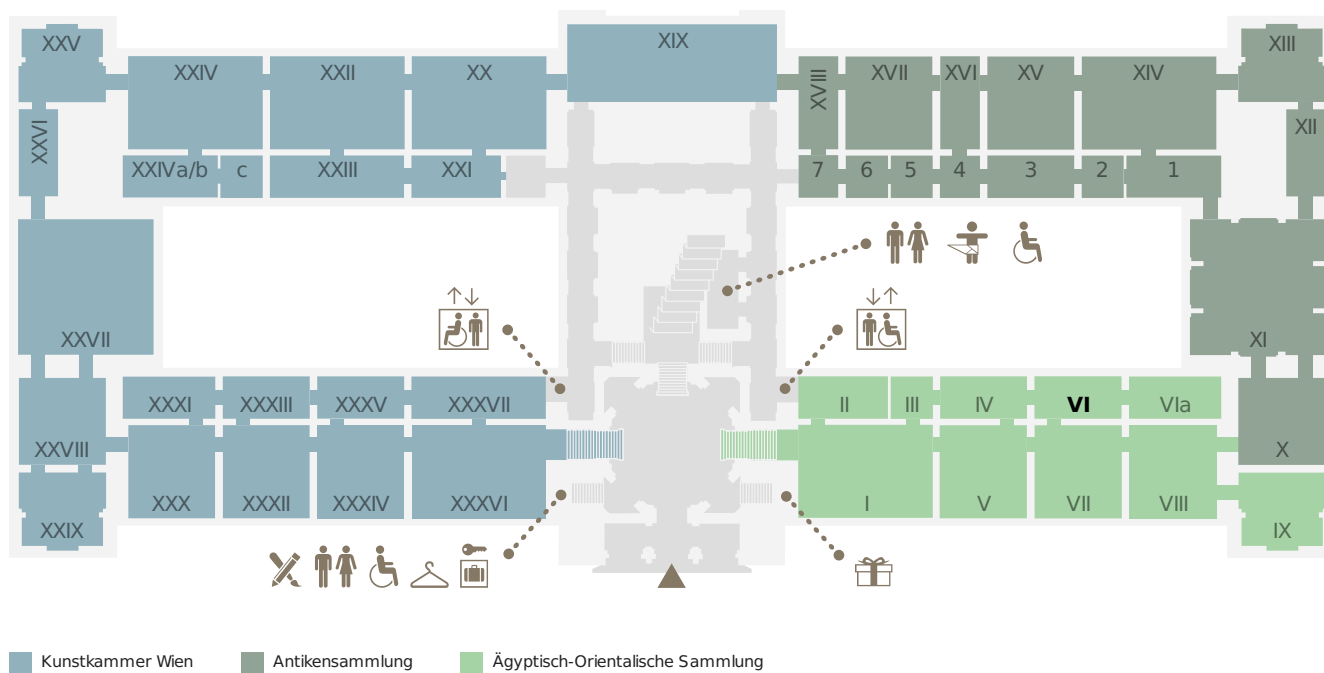 XXV XXIV XXII XX XIX XVIII XVII XVI XV XIV XIII
XXVI XII
XXIVa/b c XXIII XXI 7 6 5 4 3 2 1
XXVII XI
XXXI XXXIII XXXV XXXVII II III IV VI VIa
XXVIII X
XXX XXXII XXXIV XXXVI I V VII VIII
XXIX IX
Kunstkammer Wien
Antikensammlung
Ägyptisch-Orientalische Sammlung